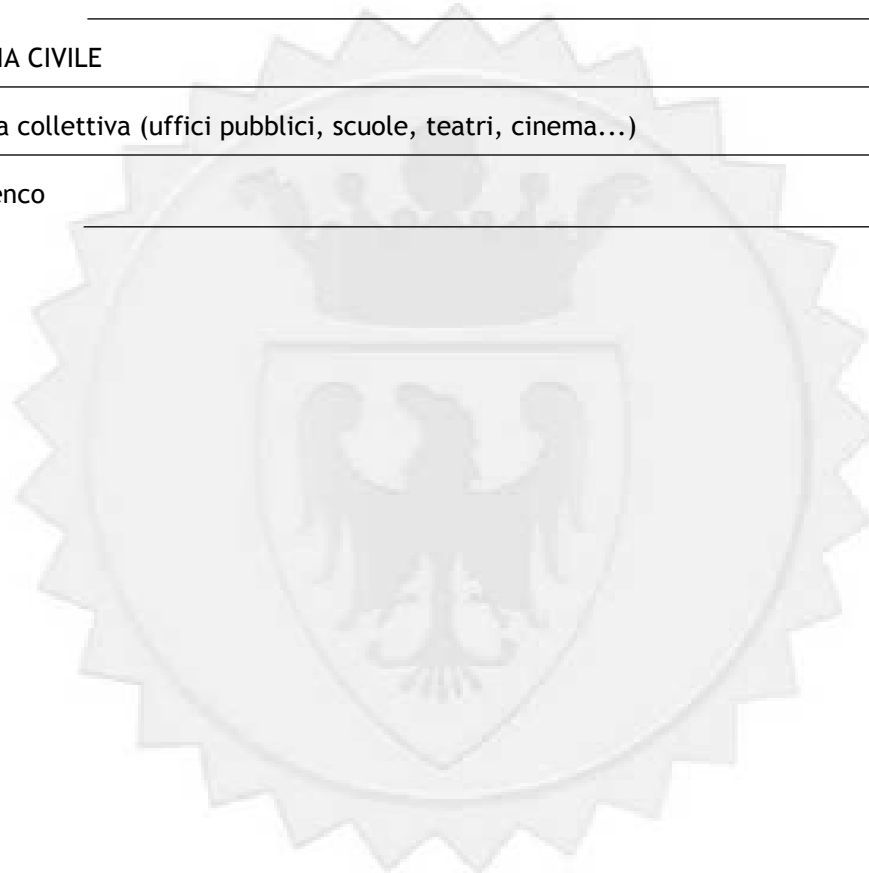 IA CIVILE
a collettiva (uffici pubblici, scuole, teatri, cinema...)
enco